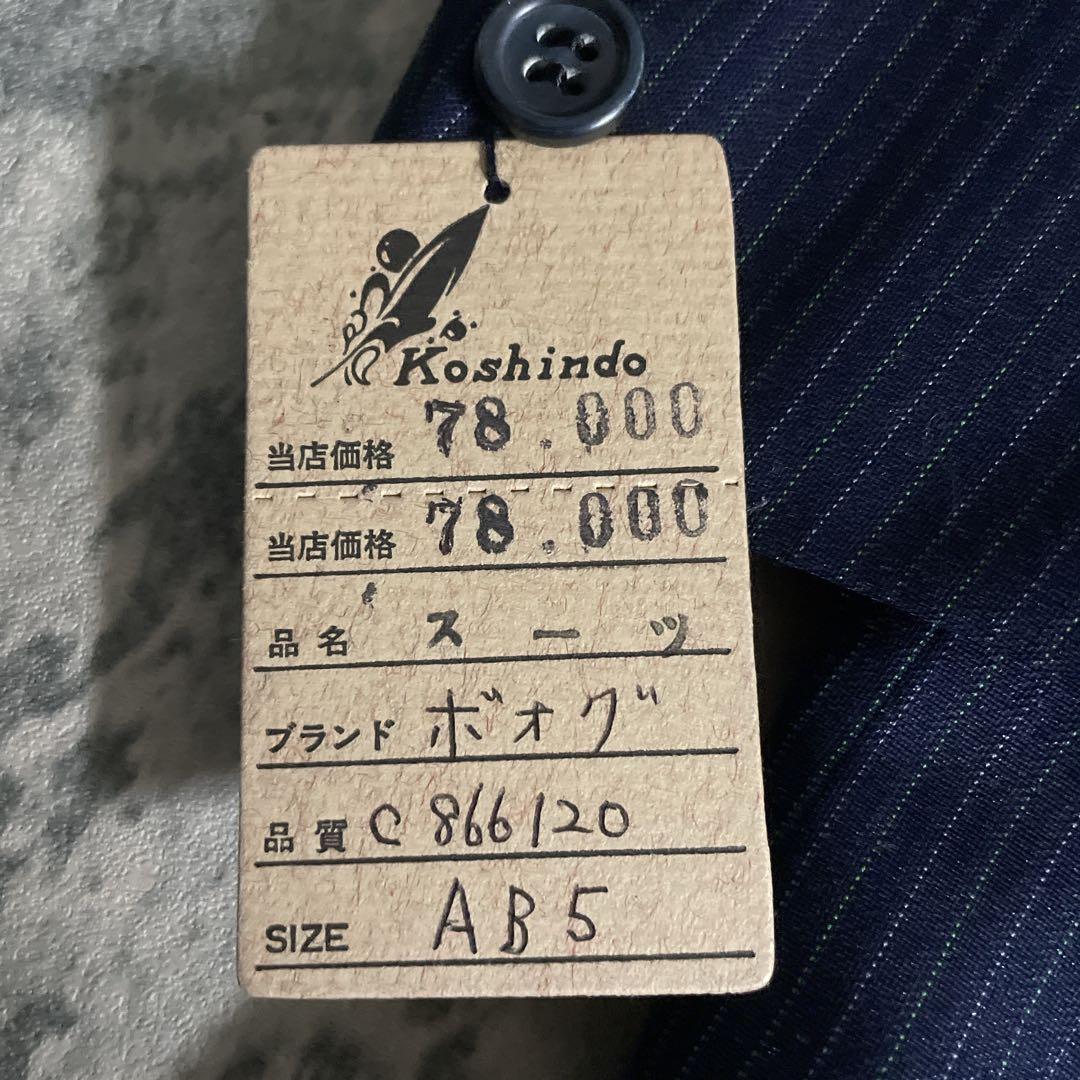 Koshindo
当店価格 78.000
当店価格 78.000
品名 スーツ
ブランド ボォグ
品質 C 866120
SIZE AB5